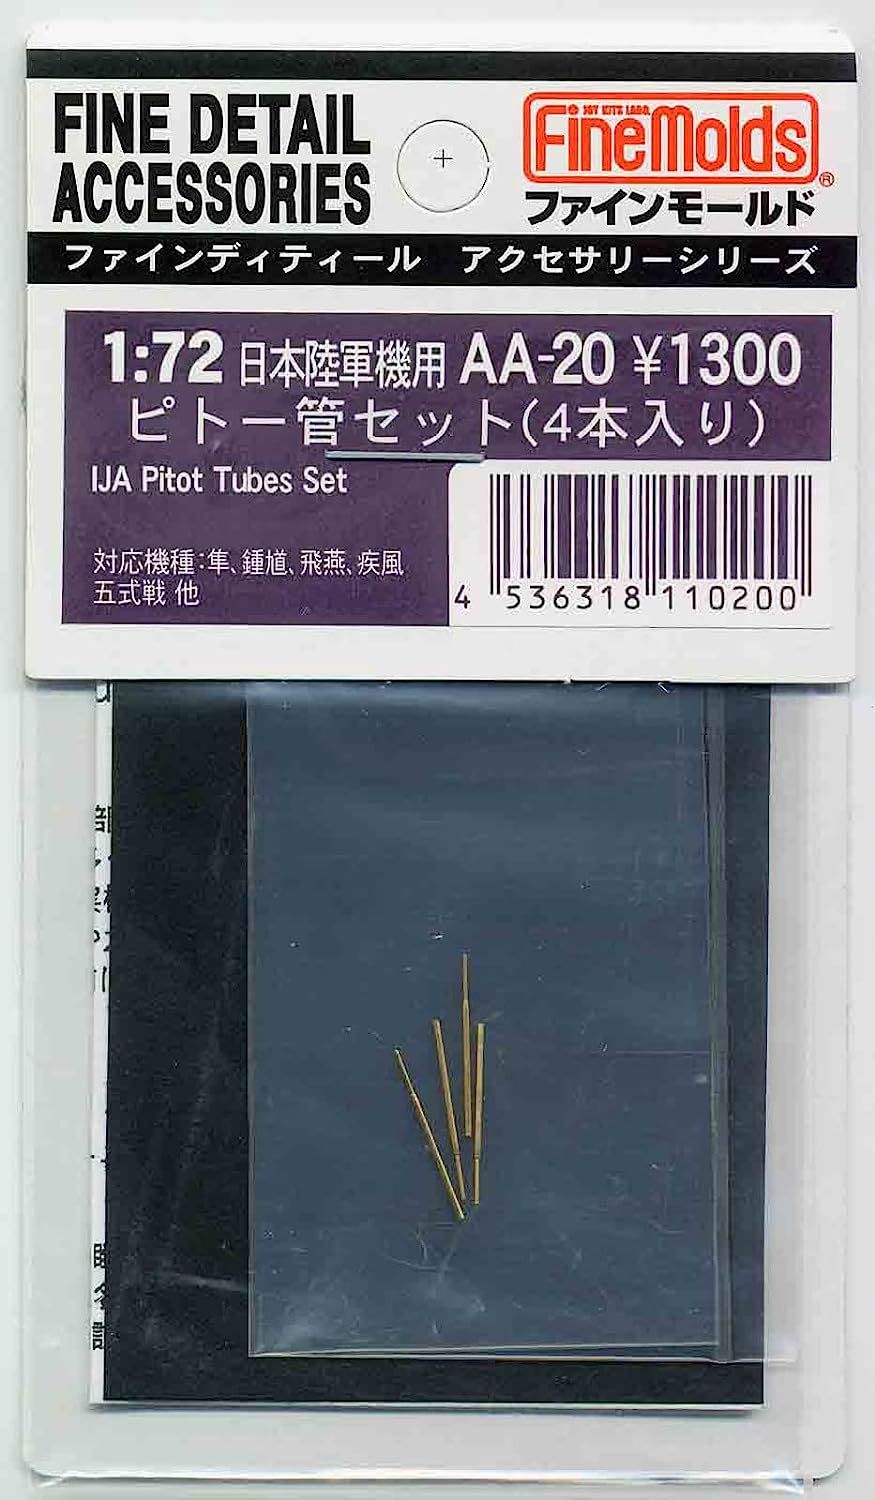 FINE DETAIL
ACCESSORIES
JOY KITZ LABO.
FineMolds®
ファインモールド
ファインディティール アクセサリーシリーズ
1:72 日本陸軍機用 AA-20 ¥1300
ピトー管セット(4本入り)
IJA Pitot Tubes Set
対応機種:隼、鍾馗、飛燕、疾風
五式戦 他
4 536318 110200